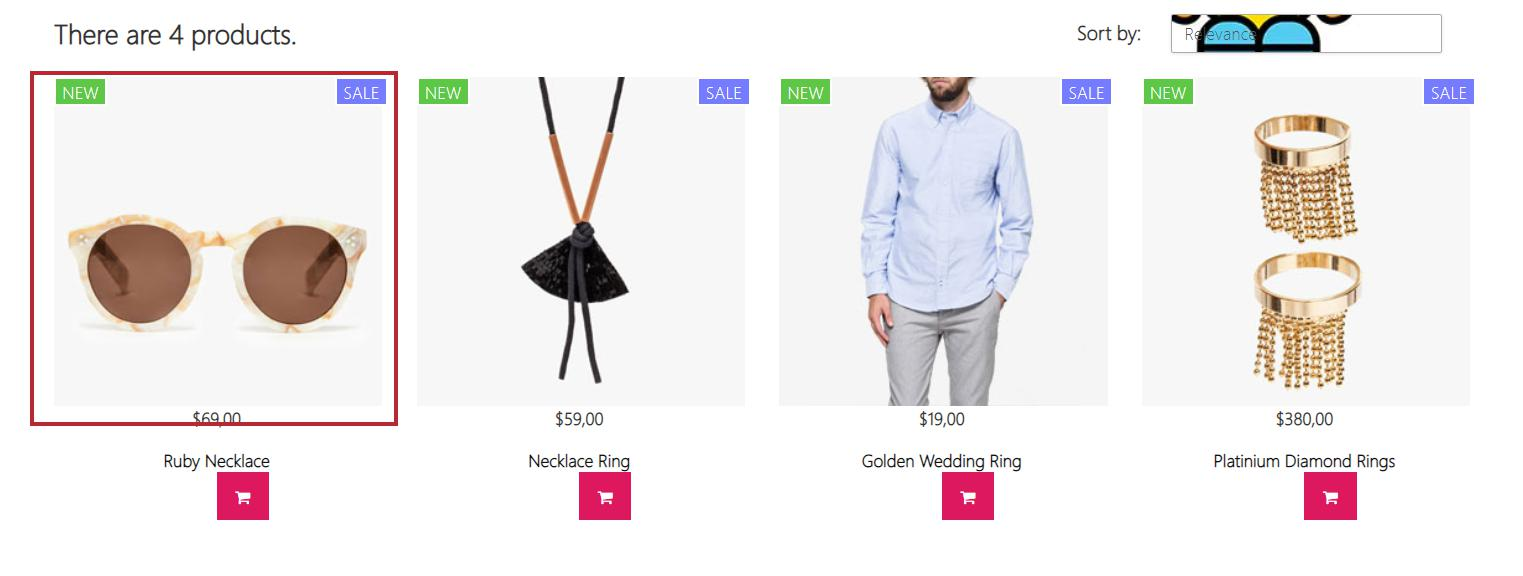 There are 4 products.
Sort by:
Relevance
NEW SALE NEW SALE NEW SALE NEW SALE
$69,00 $59,00 $19,00 $380,00
Ruby Necklace Necklace Ring Golden Wedding Ring Platinium Diamond Rings